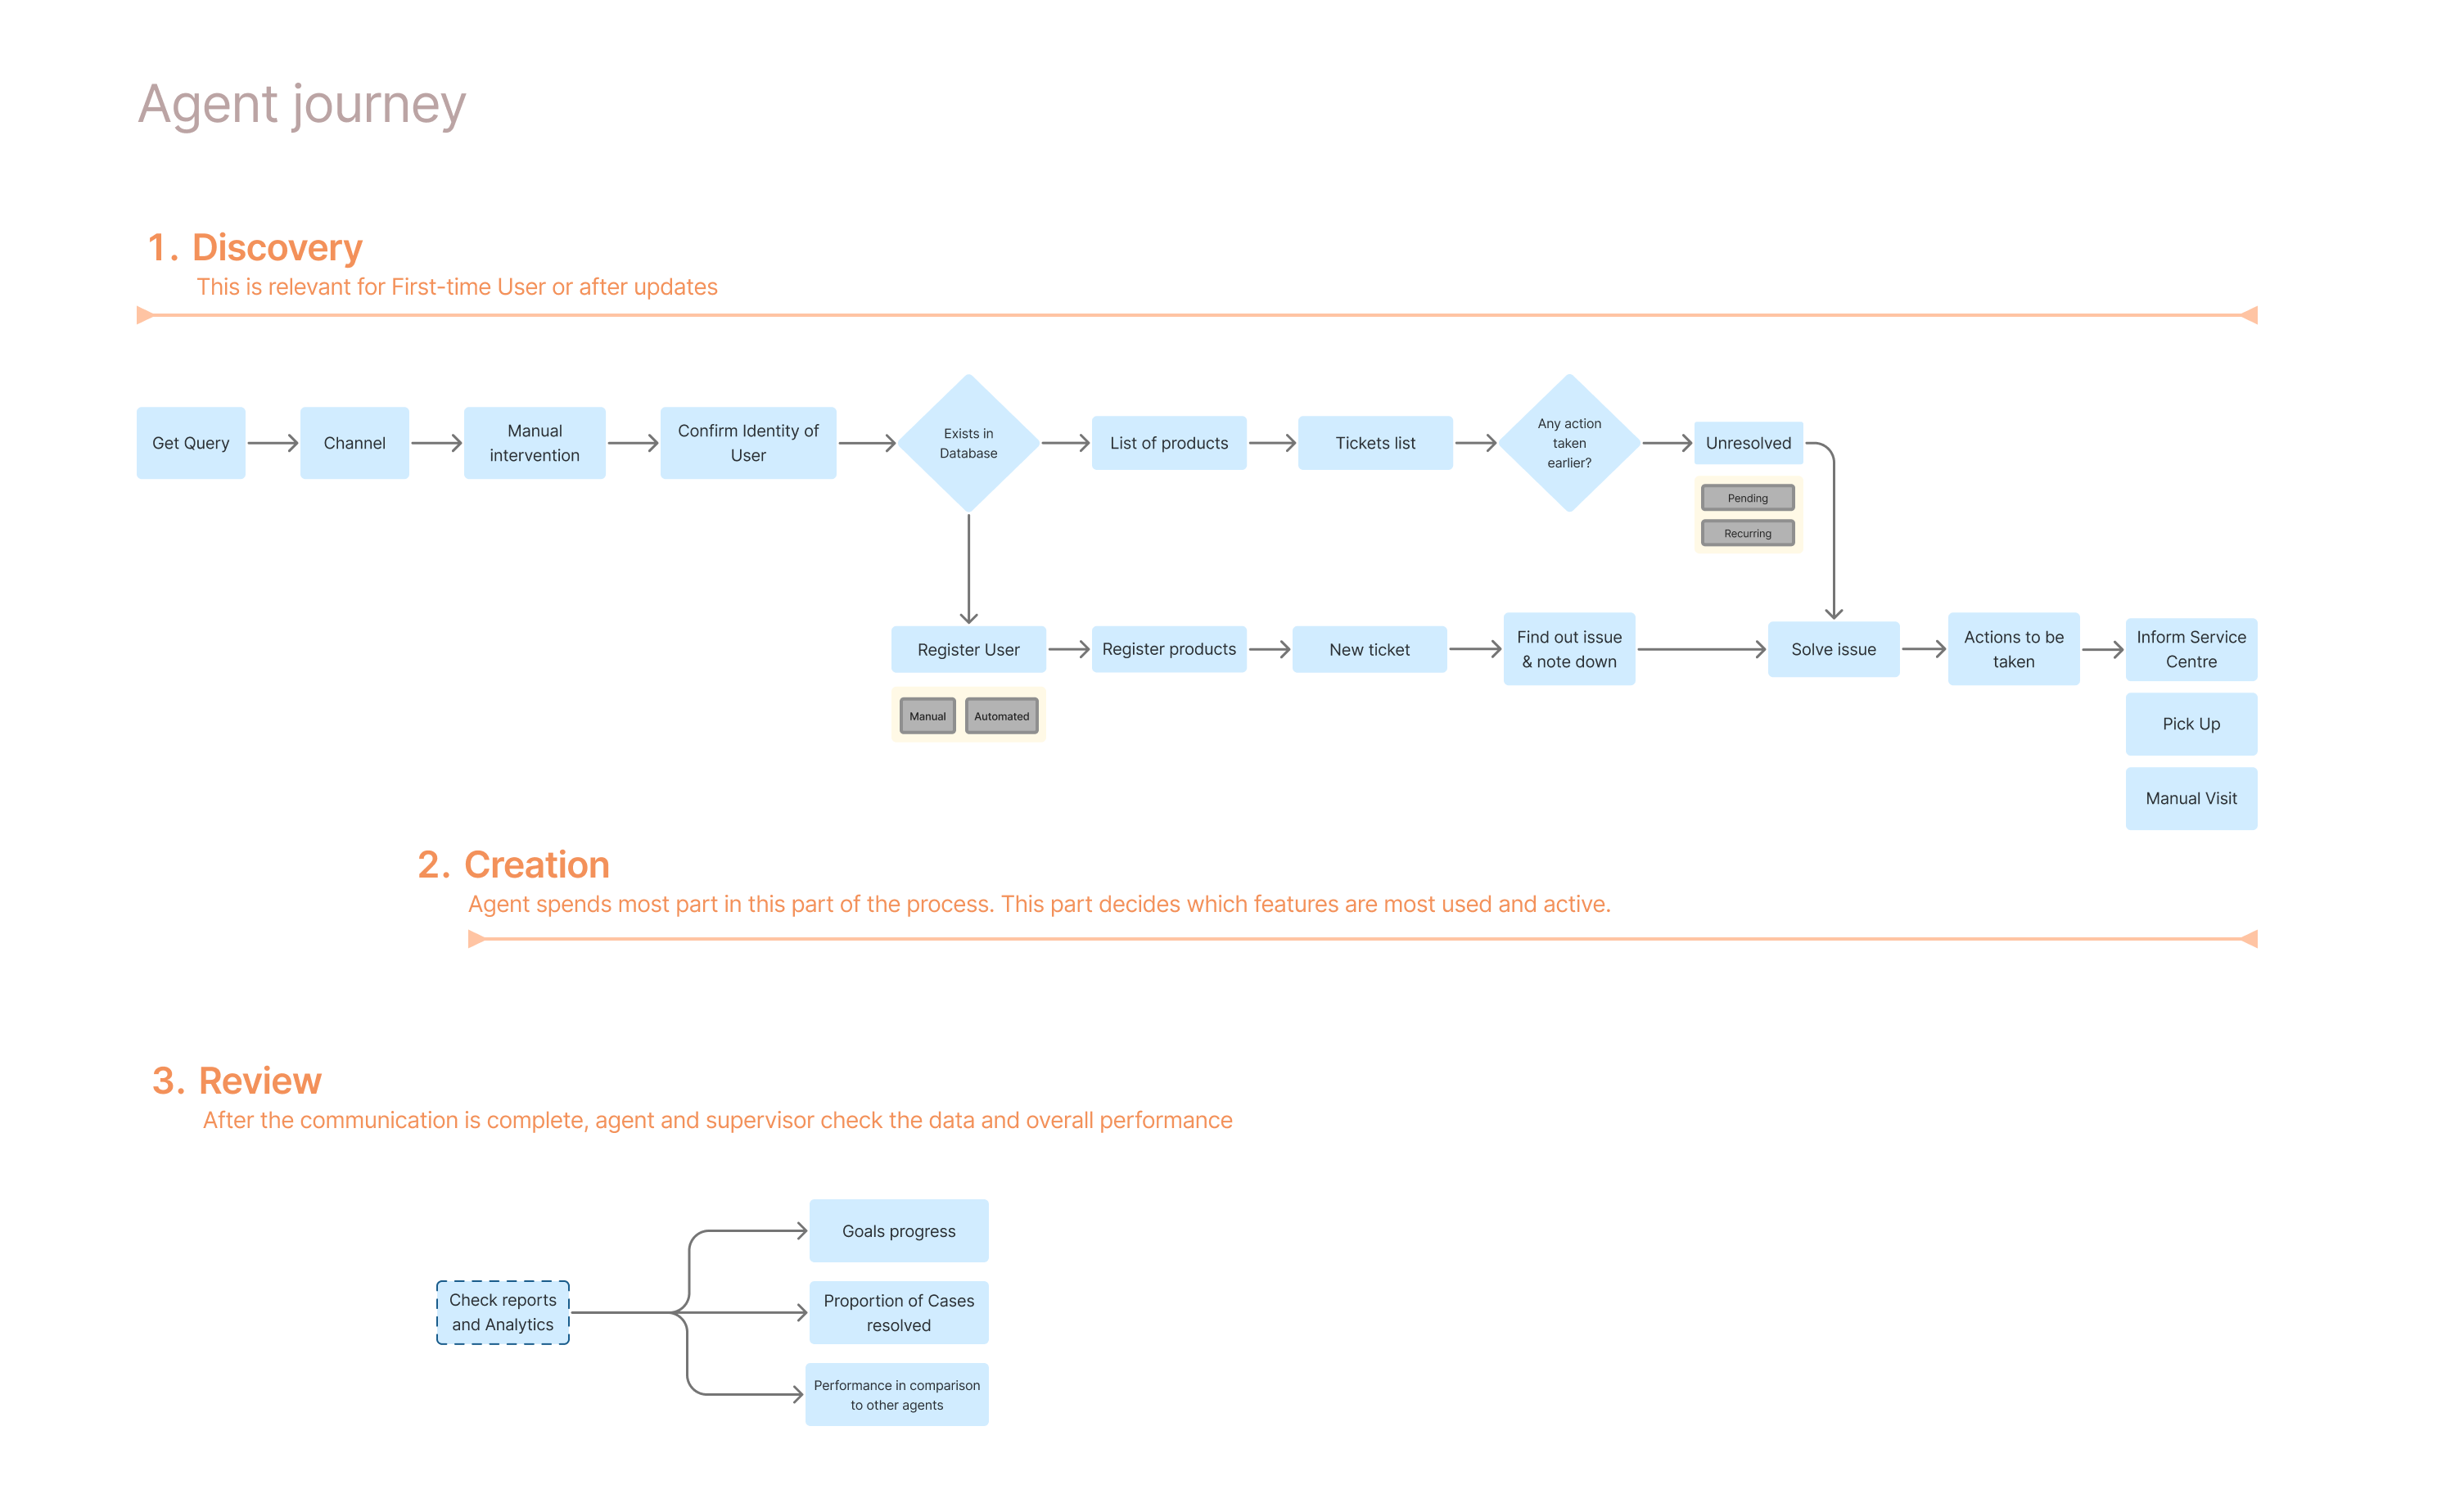 Agent journey
1. Discovery
This is relevant for First-time User or after updates
Get Query
Channel
Manual
intervention
Confirm Identity of
User
Exists in
Database
List of products
Tickets list
Any action
taken
earlier?
Unresolved
Pending
Recurring
Register User
Manual
Automated
Register products
New ticket
Find out issue
& note down
Solve issue
Actions to be
taken
Inform Service
Centre
Pick Up
Manual Visit
2. Creation
Agent spends most part in this part of the process. This part decides which features are most used and active.
3. Review
After the communication is complete, agent and supervisor check the data and overall performance
Check reports
and Analytics
Goals progress
Proportion of Cases
resolved
Performance in comparison
to other agents